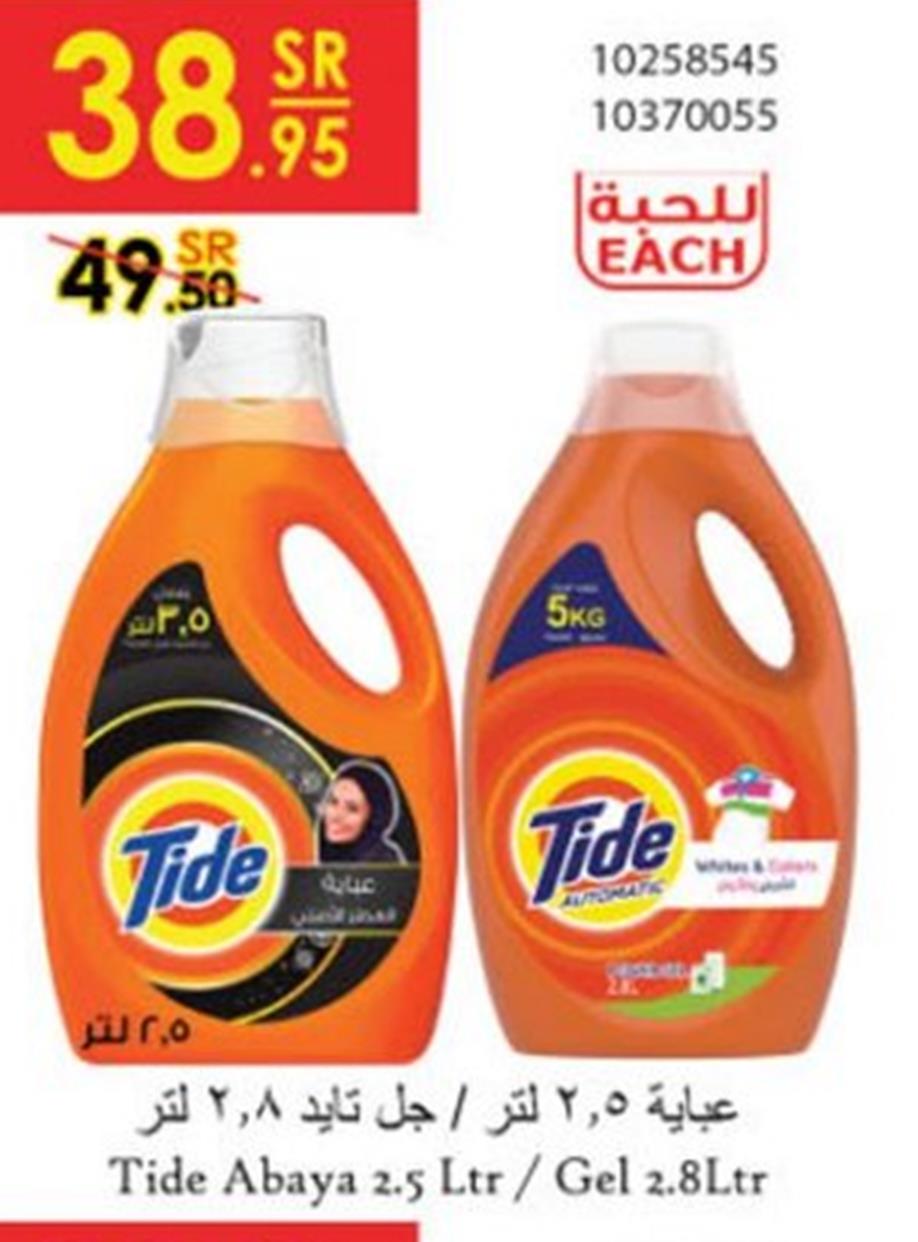 38.95 SR
10258545
10370055
للحبة
EACH
49.50 SR
٣,٥ لتر
5KG
Tide
عباية
العطر الأصلي
٢,٥ لتر
Tide
AUTOMATIC
Whites & Colors
عباية ٢,٥ لتر / جل تايد ٢,٨ لتر
Tide Abaya 2.5 Ltr / Gel 2.8Ltr